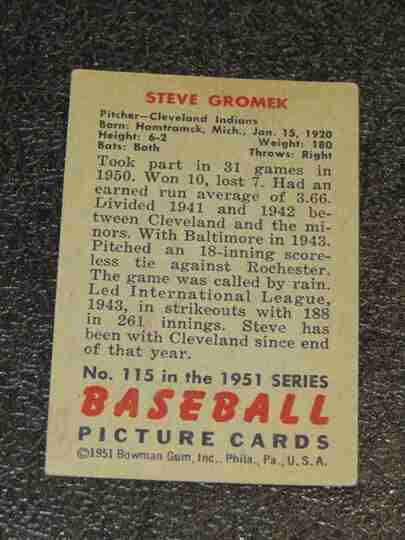 STEVE GROMEK
Pitcher—Cleveland Indians
Born: Hamtramck, Mich., Jan. 15, 1920
Height: 6-2 Weight: 180
Bats: Both Throws: Right
Took part in 31 games in
1950. Won 10, lost 7. Had an
earned run average of 3.66.
Divided 1941 and 1942 be-
tween Cleveland and the mi-
nors. With Baltimore in 1943.
Pitched an 18-inning score-
less tie against Rochester.
The game was called by rain.
Led International League,
1943, in strikeouts with 188
in 261 innings. Steve has
been with Cleveland since end
of that year.
No. 115 in the 1951 SERIES
BASEBALL
PICTURE CARDS
©1951 Bowman Gum, Inc., Phila., Pa., U. S. A.